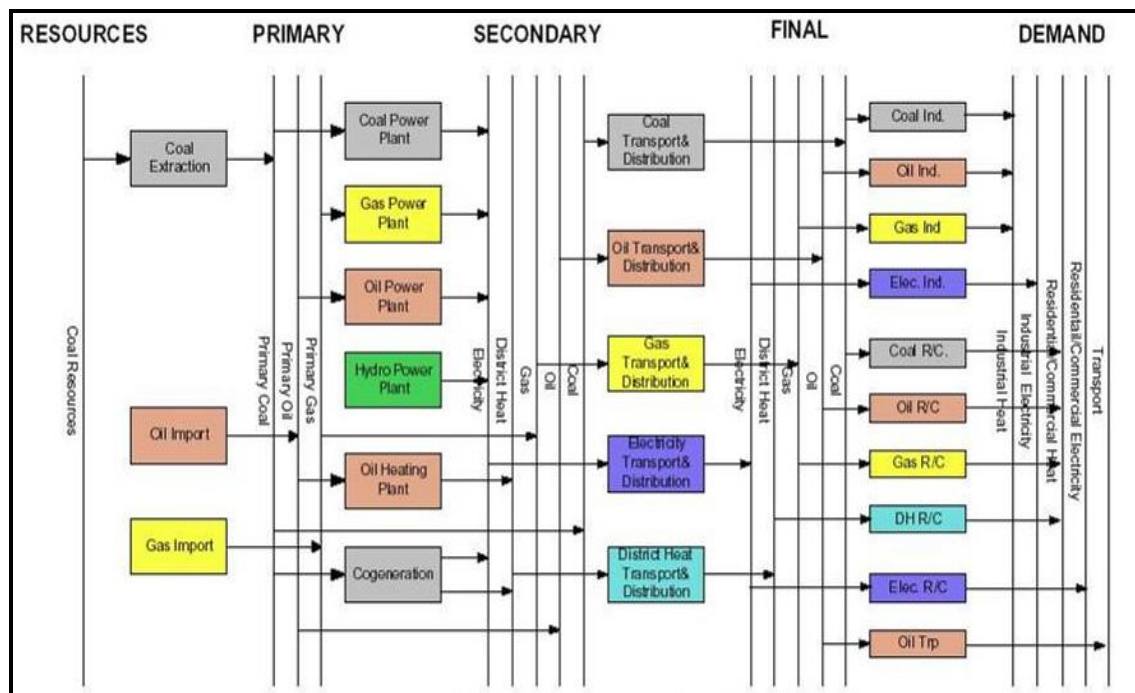 RESOURCES PRIMARY SECONDARY FINAL DEMAND
Coal Resources
Coal
Extraction
Oil Import
Gas Import
Primary Coal
Primary Oil
Primary Gas
Coal Power
Plant
Gas Power
Plant
Oil Power
Plant
Hydro Power
Plant
Oil Heating
Plant
Cogeneration
Electricity
District Heat
Gas
Oil
Coal
Coal
Transport&
Distribution
Oil Transport&
Distribution
Gas
Transport&
Distribution
Electricity
Transport&
Distribution
District Heat
Transport&
Distribution
Electricity
District Heat
Gas
Oil
Coal
Coal Ind.
Oil Ind.
Gas Ind
Elec. Ind.
Coal R/C.
Oil R/C
Gas R/C
DH R/C
Elec. R/C
Oil Trp
Industrial Heat
Industrial Electricity
Residential/Commercial Heat
Residentail/Commercial Electricity
Transport